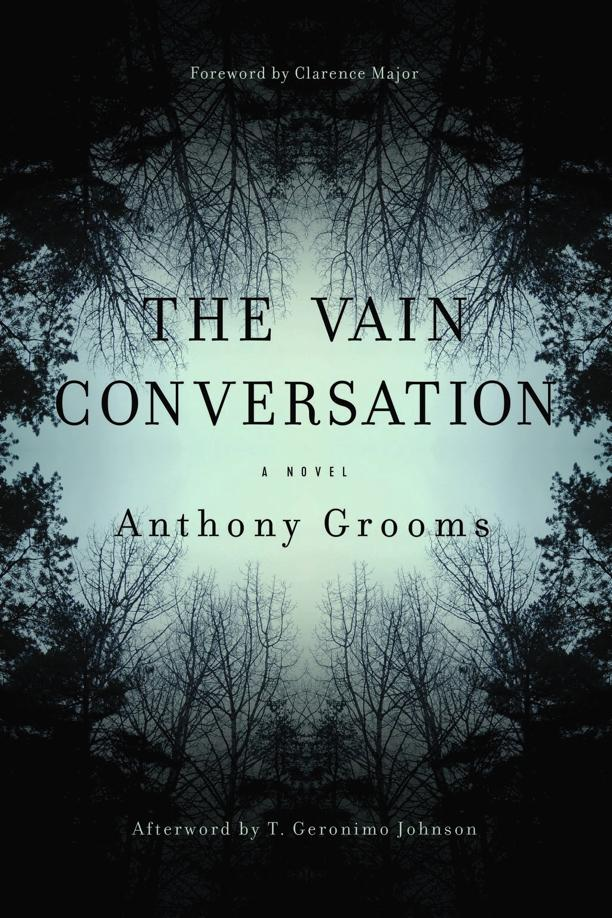 Foreword by Clarence Major
THE VAIN
CONVERSATION
A NOVEL
Anthony Grooms
Afterword by T. Geronimo Johnson